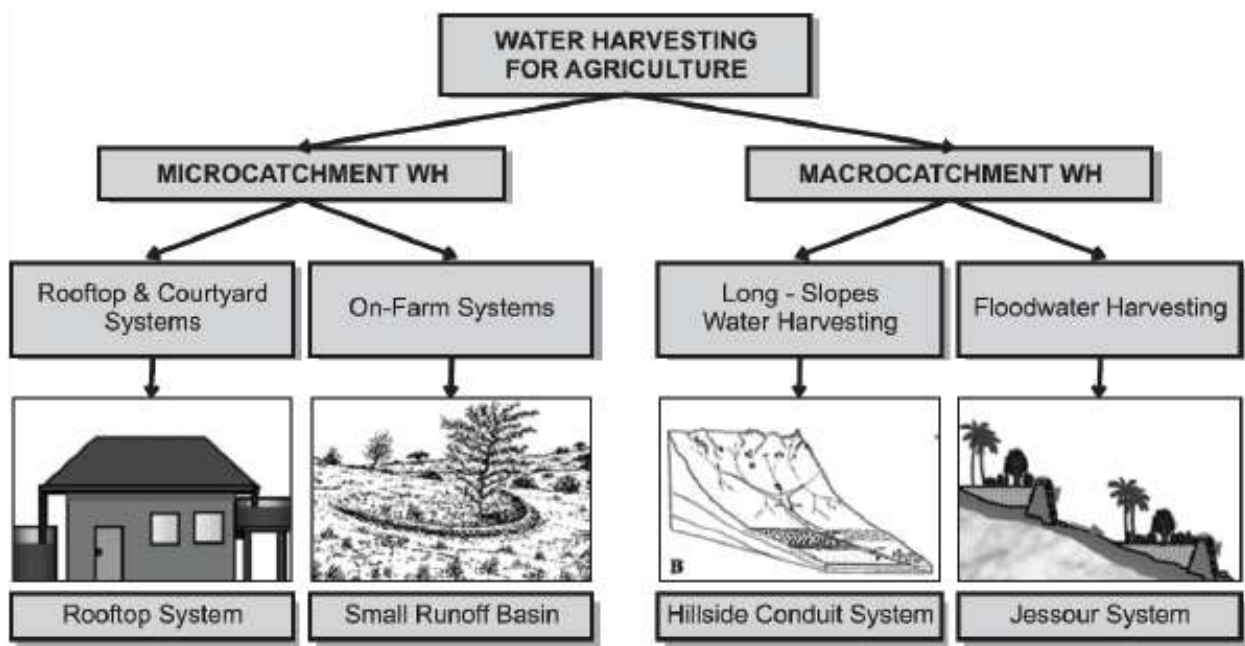 WATER HARVESTING
FOR AGRICULTURE
MICROCATCHMENT WH
MACROCATCHMENT WH
Rooftop & Courtyard
Systems
On-Farm Systems
Long - Slopes
Water Harvesting
Floodwater Harvesting
B
Rooftop System
Small Runoff Basin
Hillside Conduit System
Jessour System